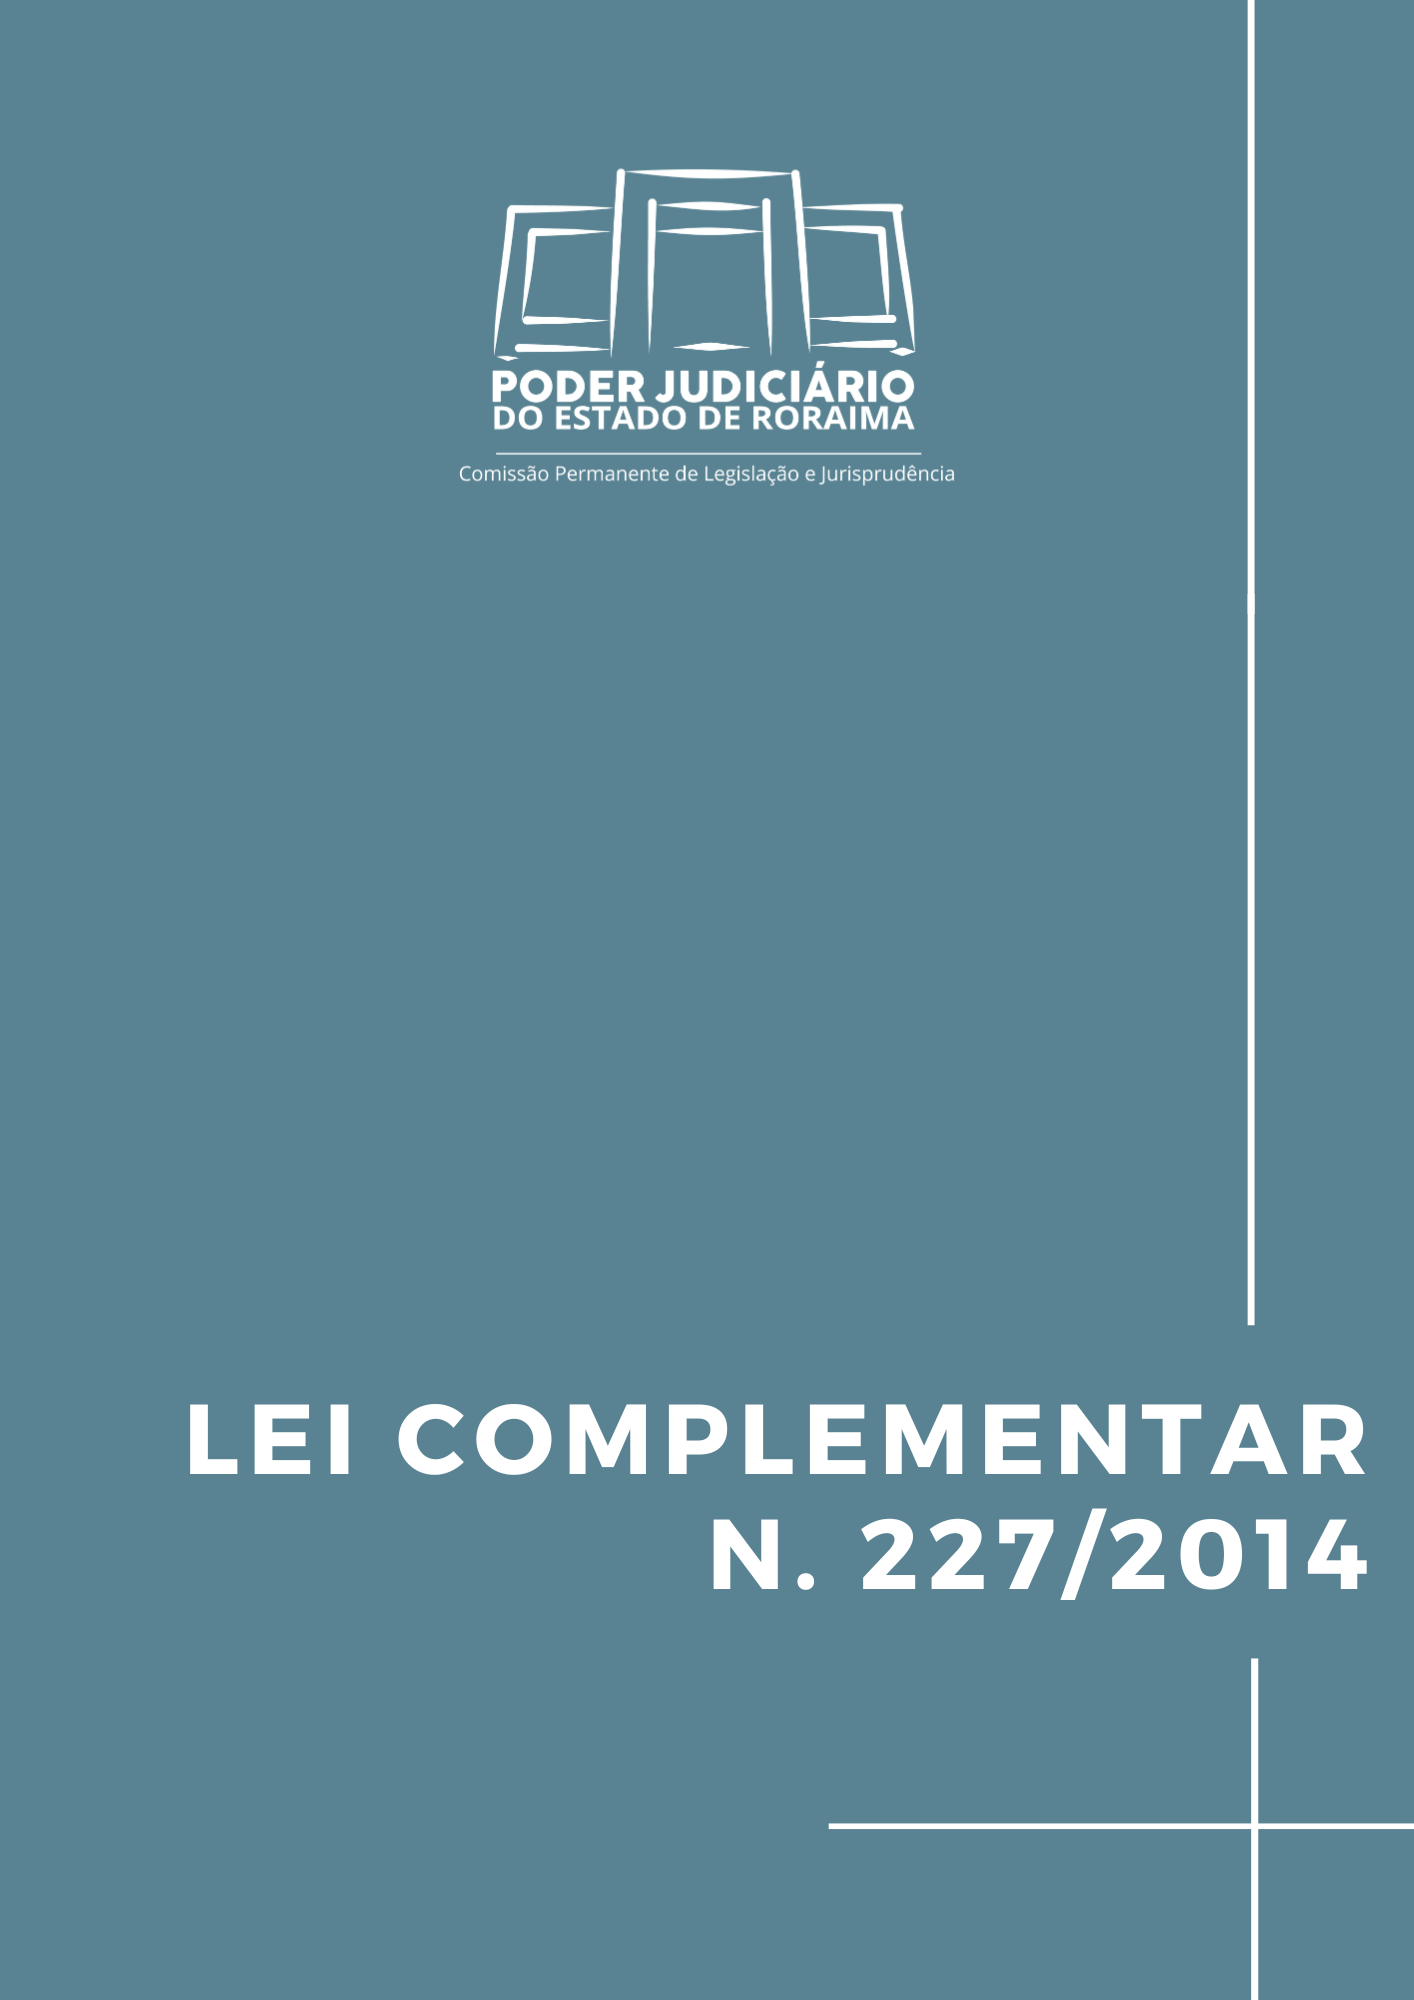 PODER JUDICIÁRIO
DO ESTADO DE RORAIMA
Comissão Permanente de Legislação e Jurisprudência
LEI COMPLEMENTAR
N. 227/2014